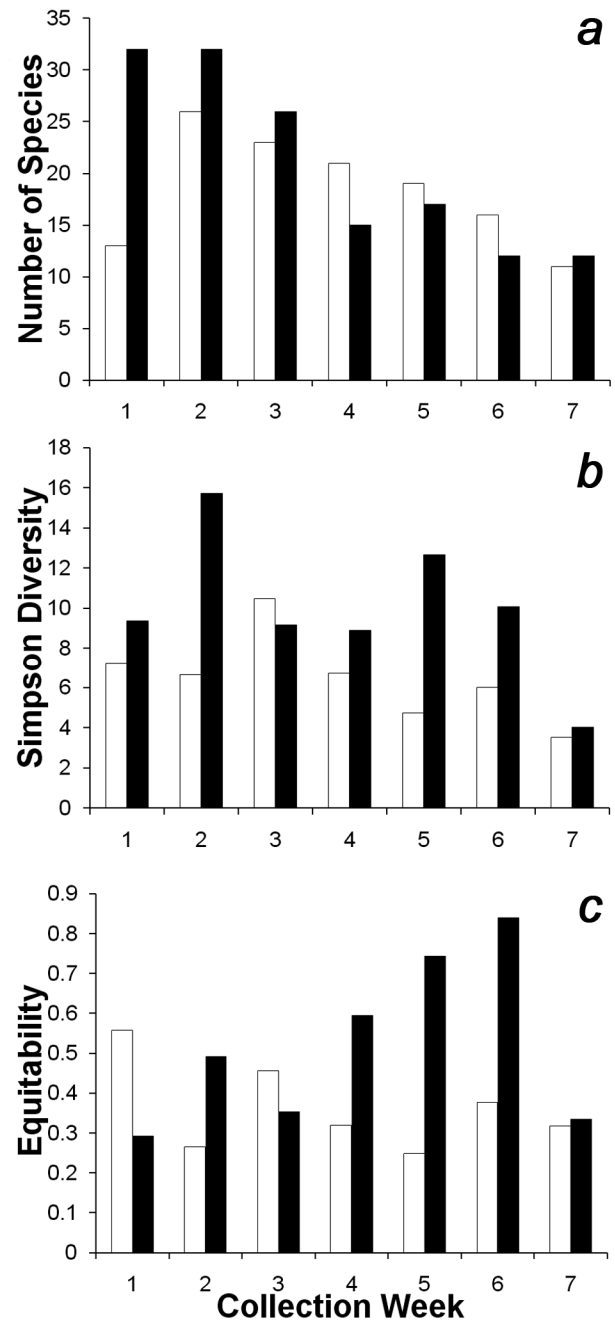 a
Number of Species
35
30
25
20
15
10
5
0
1 2 3 4 5 6 7
b
Simpson Diversity
18
16
14
12
10
8
6
4
2
0
1 2 3 4 5 6 7
c
Equitability
0.9
0.8
0.7
0.6
0.5
0.4
0.3
0.2
0.1
0
1 2 3 4 5 6 7
Collection Week